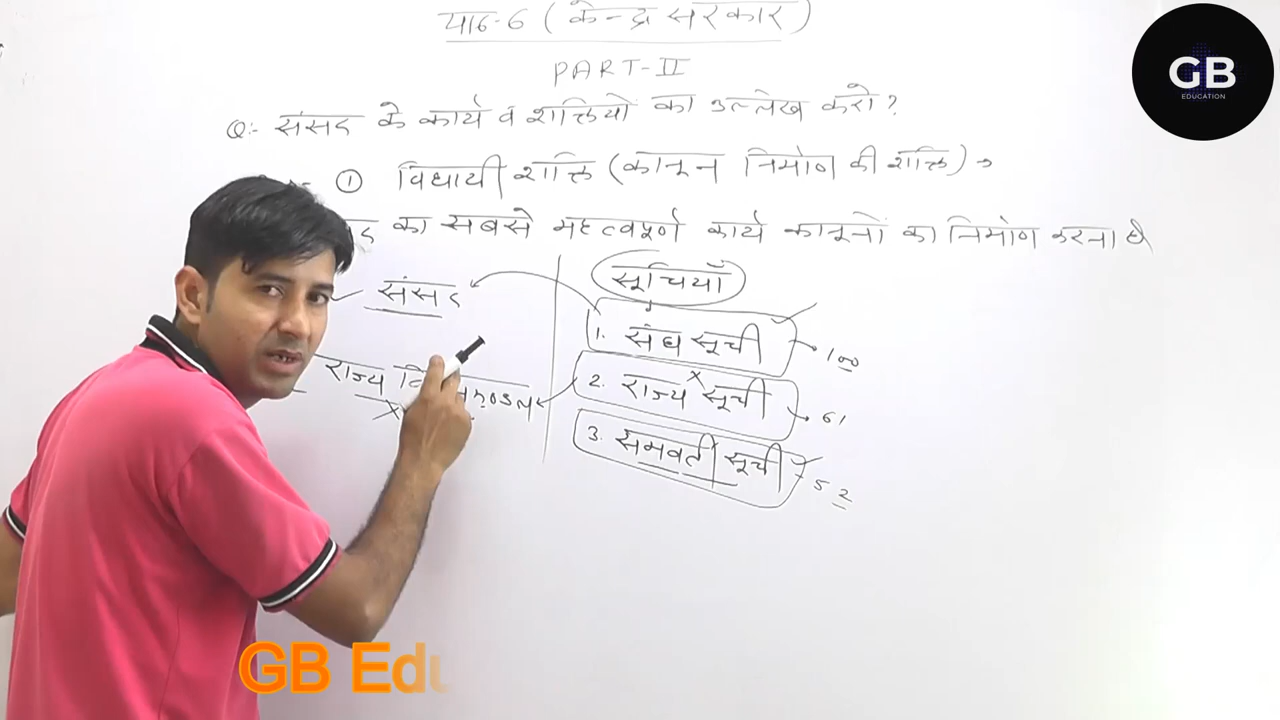 पाठ-6 (केन्द्र सरकार)
PART-II
GB
EDUCATION
Q:- संसद के कार्य व शक्तियों का उल्लेख करो?
① विधायी शक्ति (कानून निर्माण की शक्ति) →
का सबसे महत्वपूर्ण कार्य कानूनों का निर्माण करना है
संसद
सूचियाँ
1. संघ सूची → 100
राज्य
2. राज्य सूची → 61
3. समवर्ती सूची → 52
GB Edu